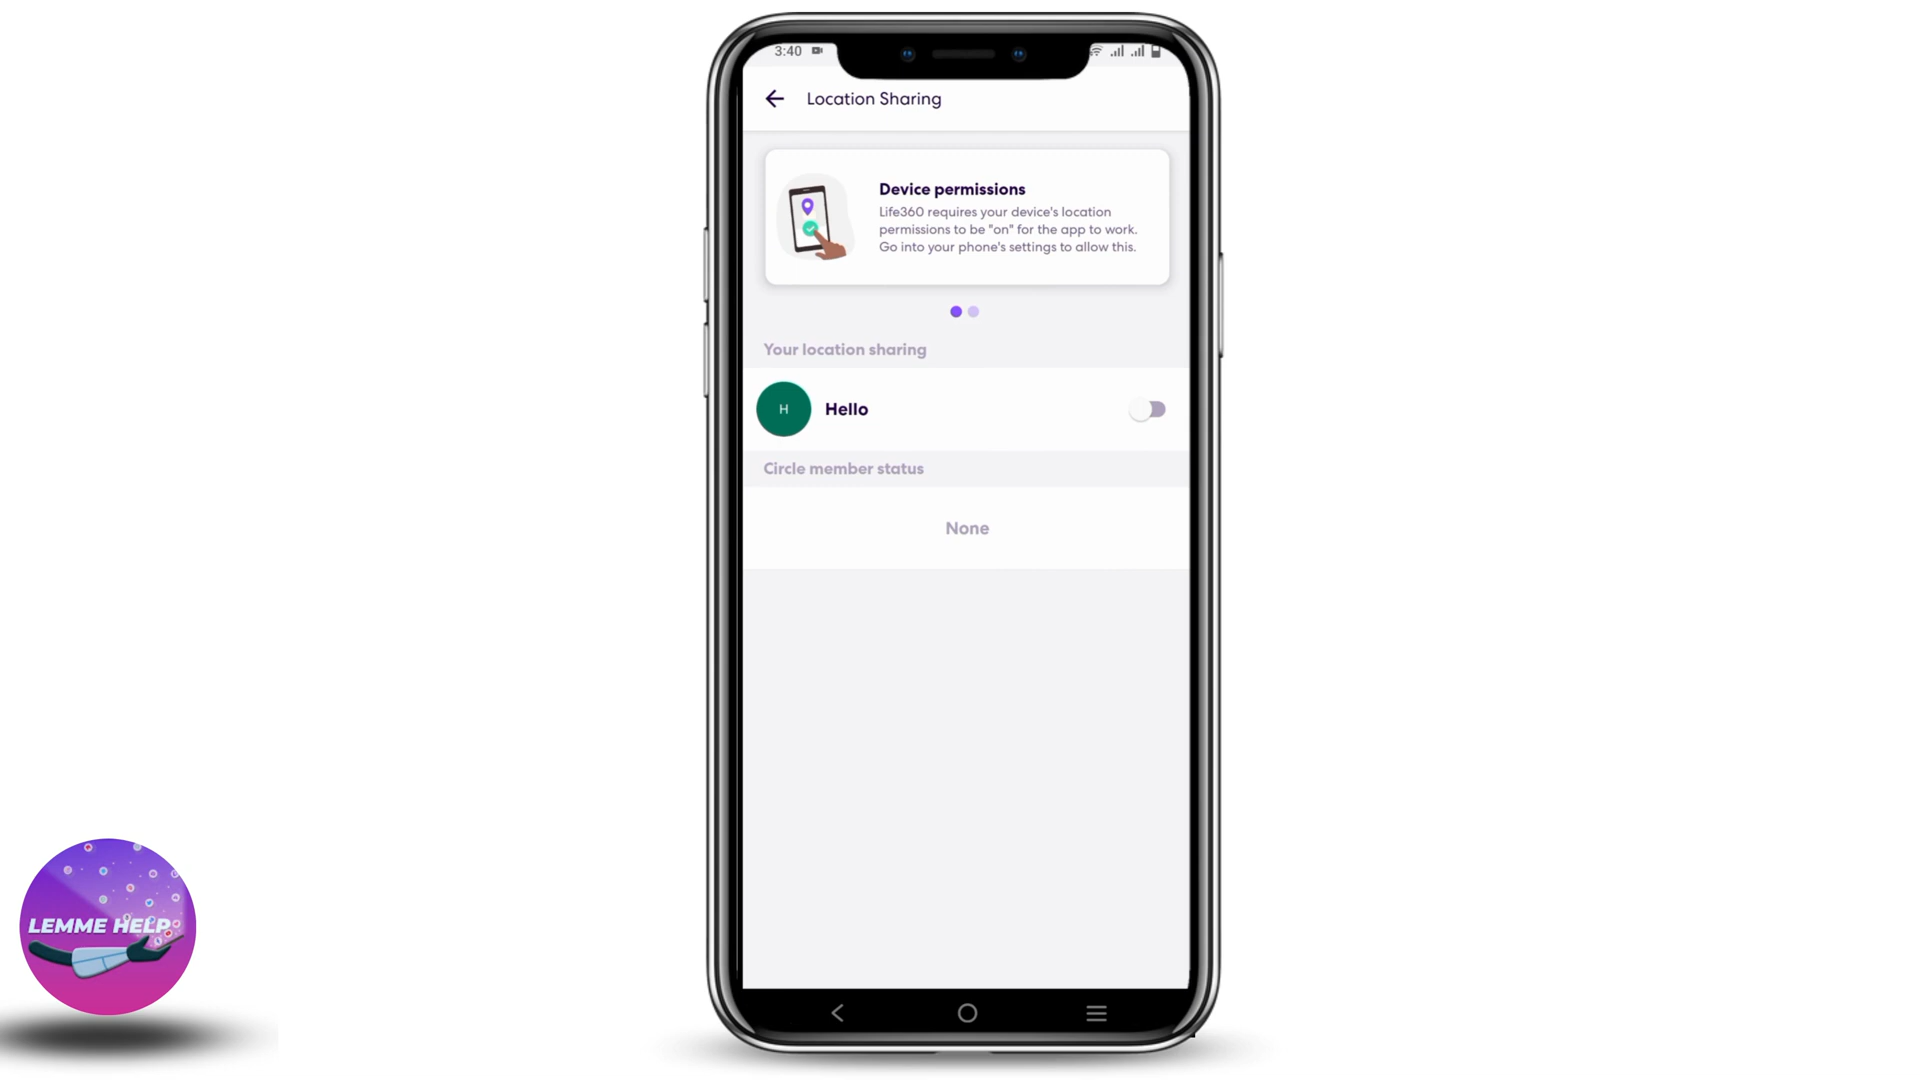 3:40
Location Sharing
Device permissions
Life360 requires your device's location
permissions to be "on" for the app to work.
Go into your phone's settings to allow this.
Your location sharing
H
Hello
Circle member status
None
LEMME HELP